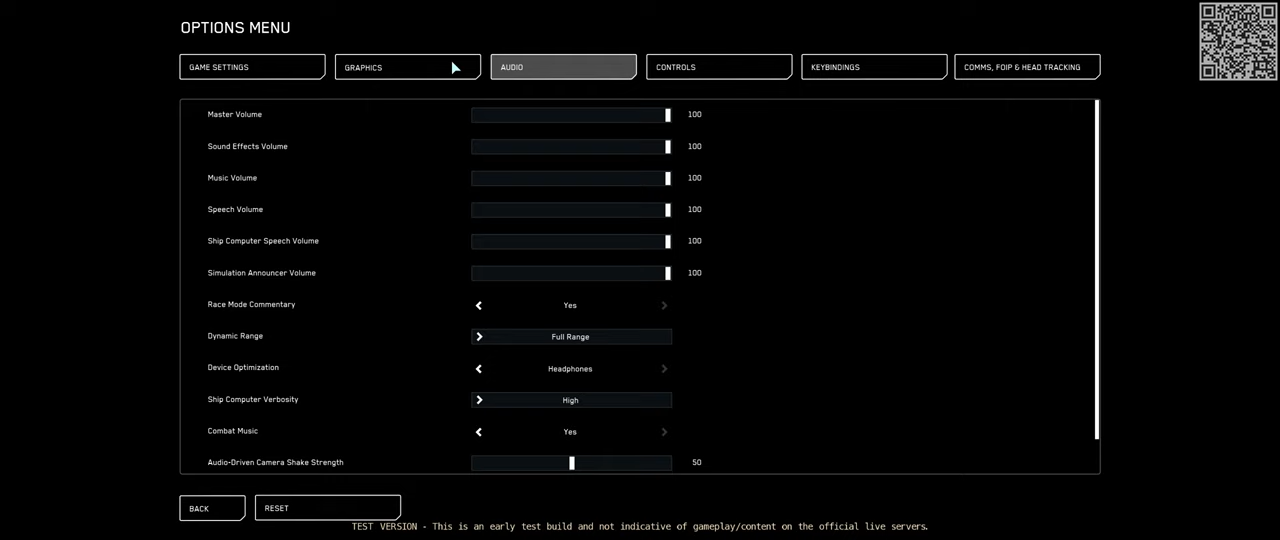 OPTIONS MENU
GAME SETTINGS GRAPHICS AUDIO CONTROLS KEYBINDINGS COMMS, FOIP & HEAD TRACKING
Master Volume 100
Sound Effects Volume 100
Music Volume 100
Speech Volume 100
Ship Computer Speech Volume 100
Simulation Announcer Volume 100
Race Mode Commentary Yes
Dynamic Range Full Range
Device Optimization Headphones
Ship Computer Verbosity High
Combat Music Yes
Audio-Driven Camera Shake Strength 50
BACK RESET
TEST VERSION - This is an early test build and not indicative of gameplay/content on the official live servers.